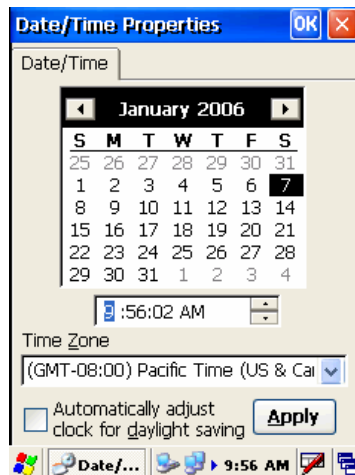 Date/Time Properties OK
Date/Time
January 2006
S M T W T F S
25 26 27 28 29 30 31
1 2 3 4 5 6 7
8 9 10 11 12 13 14
15 16 17 18 19 20 21
22 23 24 25 26 27 28
29 30 31 1 2 3 4
9 :56:02 AM
Time Zone
(GMT-08:00) Pacific Time (US & Car
Automatically adjust
clock for daylight saving
Apply
Date/... 9:56 AM